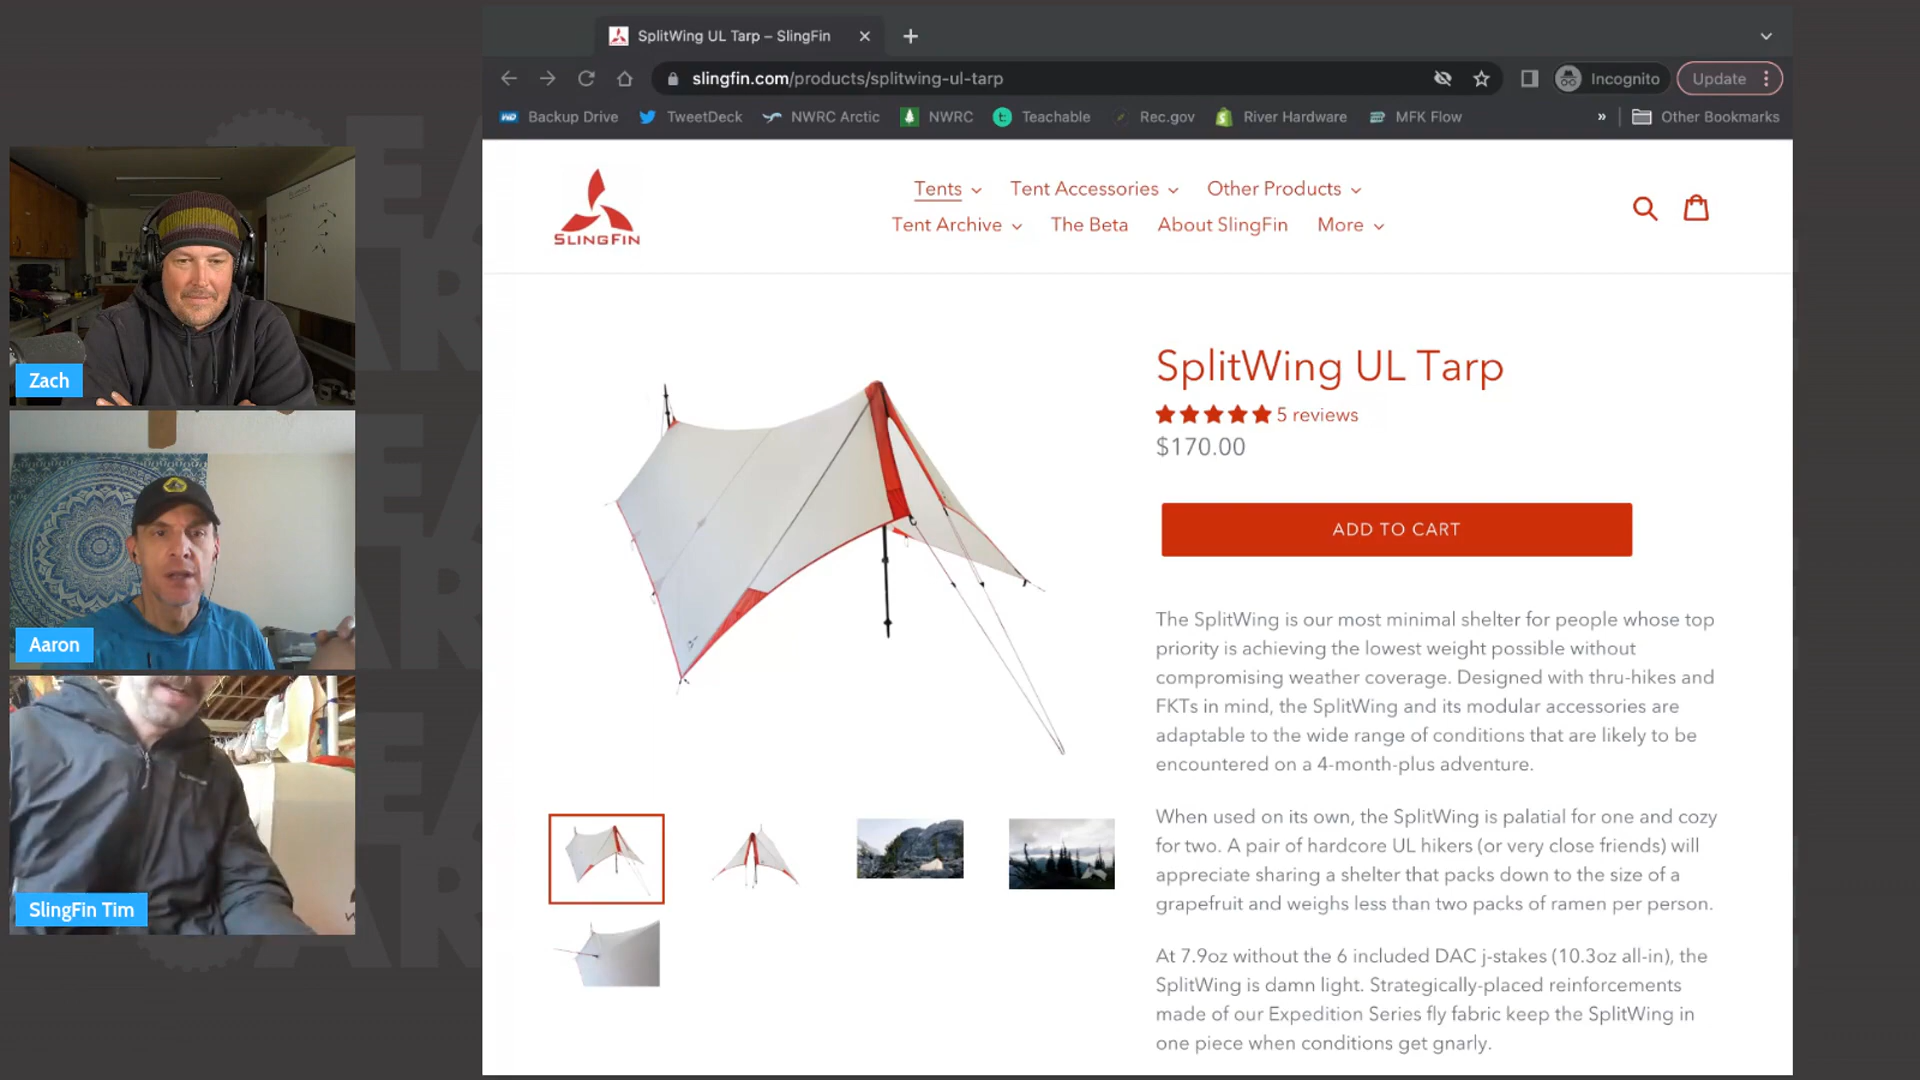 SplitWing UL Tarp – SlingFin
slingfin.com/products/splitwing-ul-tarp
Incognito
Update
Backup Drive
TweetDeck
NWRC Arctic
NWRC
Teachable
Rec.gov
River Hardware
MFK Flow
»
Other Bookmarks
SLINGFIN
Tents
Tent Accessories
Other Products
Tent Archive
The Beta
About SlingFin
More
SplitWing UL Tarp
5 reviews
$170.00
ADD TO CART
The SplitWing is our most minimal shelter for people whose top
priority is achieving the lowest weight possible without
compromising weather coverage. Designed with thru-hikes and
FKTs in mind, the SplitWing and its modular accessories are
adaptable to the wide range of conditions that are likely to be
encountered on a 4-month-plus adventure.
When used on its own, the SplitWing is palatial for one and cozy
for two. A pair of hardcore UL hikers (or very close friends) will
appreciate sharing a shelter that packs down to the size of a
grapefruit and weighs less than two packs of ramen per person.
At 7.9oz without the 6 included DAC j-stakes (10.3oz all-in), the
SplitWing is damn light. Strategically-placed reinforcements
made of our Expedition Series fly fabric keep the SplitWing in
one piece when conditions get gnarly.
Zach
Aaron
SlingFin Tim